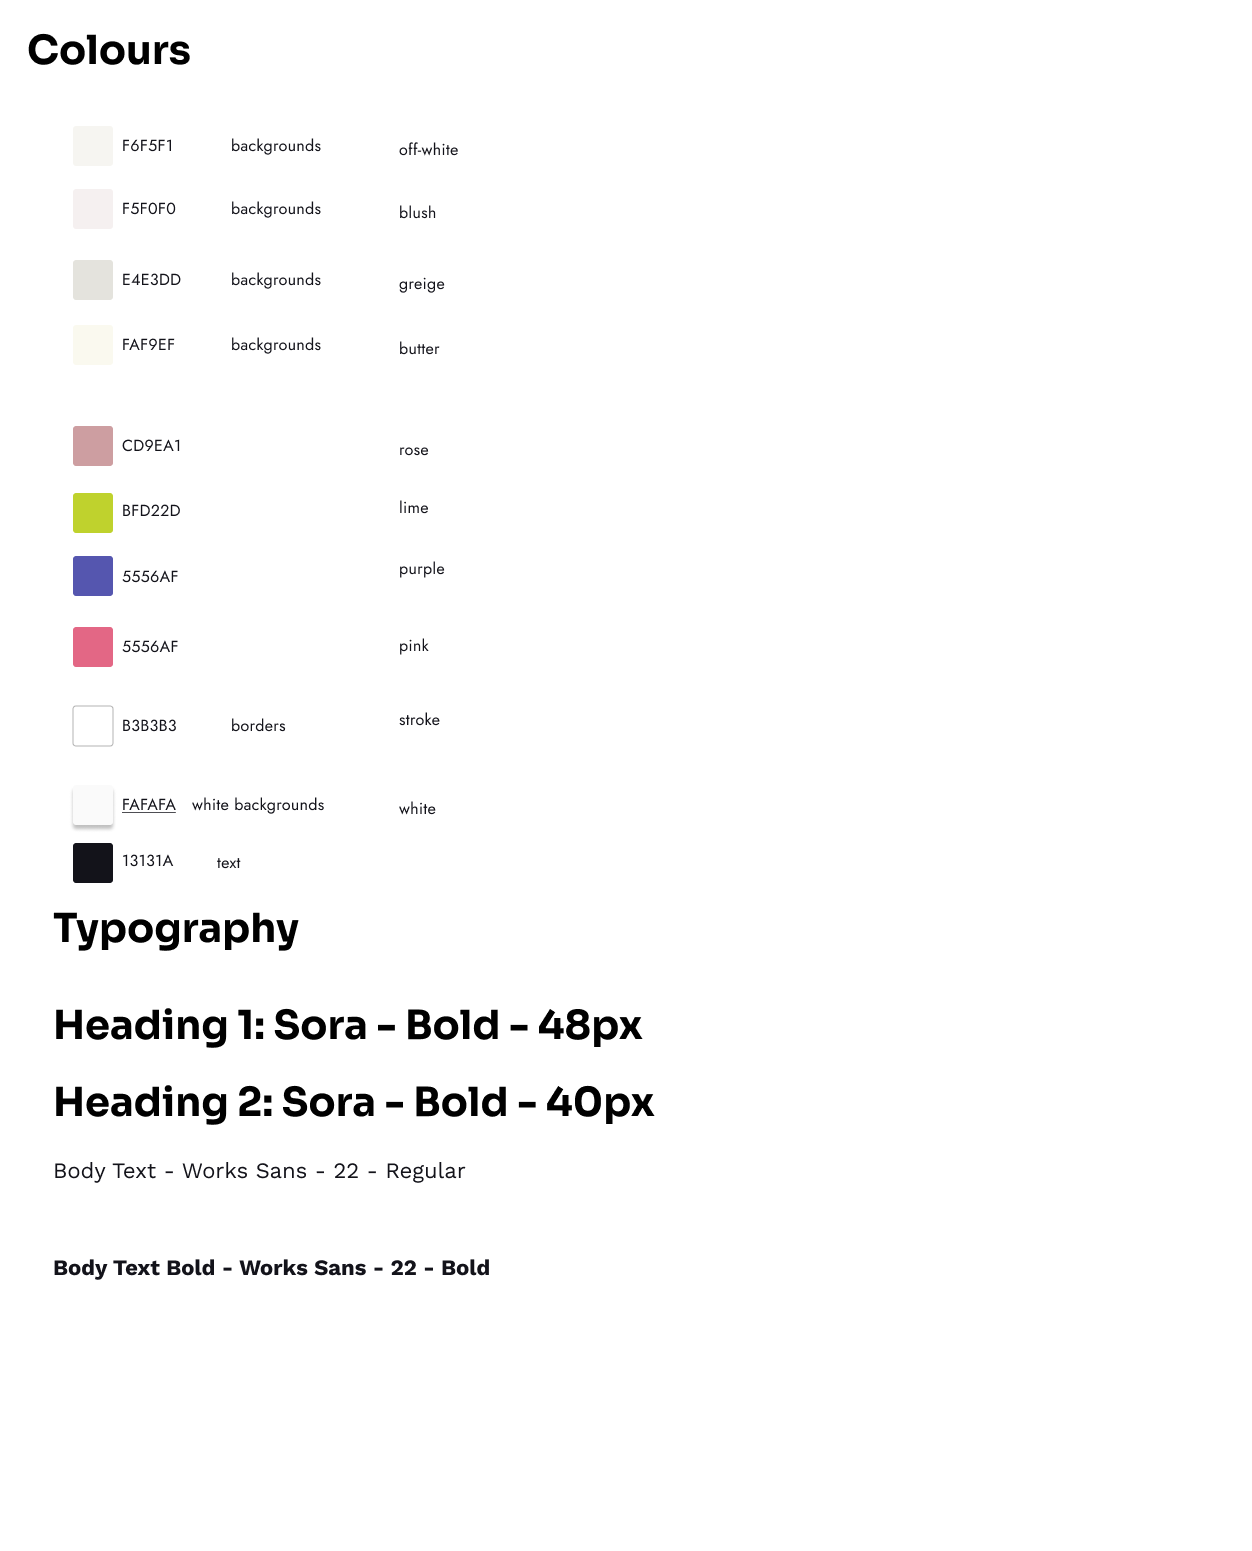 Colours
F6F5F1 backgrounds off-white
F5F0F0 backgrounds blush
E4E3DD backgrounds greige
FAF9EF backgrounds butter
CD9EA1 rose
BFD22D lime
5556AF purple
5556AF pink
B3B3B3 borders stroke
FAFAFA white backgrounds white
13131A text
Typography
Heading 1: Sora - Bold - 48px
Heading 2: Sora - Bold - 40px
Body Text - Works Sans - 22 - Regular
Body Text Bold - Works Sans - 22 - Bold